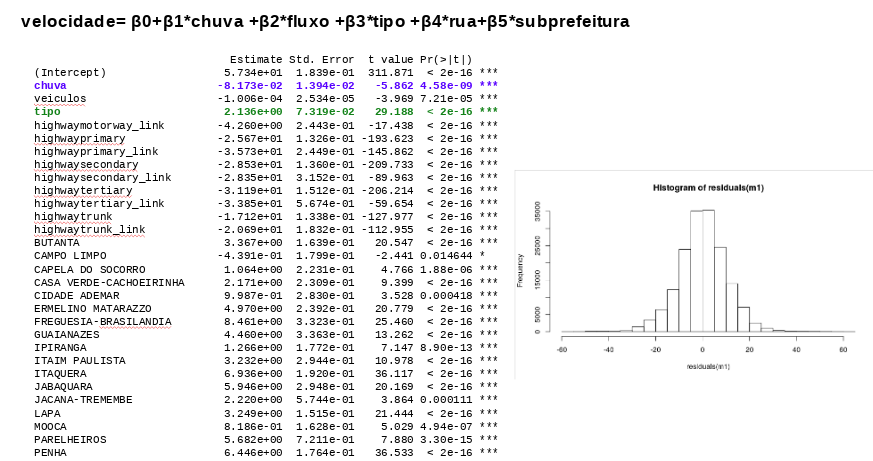 velocidade= β0+β1*chuva +β2*fluxo +β3*tipo +β4*rua+β5*subprefeitura
Estimate Std. Error t value Pr(>|t|)
(Intercept) 5.734e+01 1.839e-01 311.871 < 2e-16 ***
chuva -8.173e-02 1.394e-02 -5.862 4.58e-09 ***
veiculos -1.006e-04 2.534e-05 -3.969 7.21e-05 ***
tipo 2.136e+00 7.319e-02 29.188 < 2e-16 ***
highwaymotorway_link -4.260e+00 2.443e-01 -17.438 < 2e-16 ***
highwayprimary -2.567e+01 1.326e-01 -193.623 < 2e-16 ***
highwayprimary_link -3.573e+01 2.449e-01 -145.862 < 2e-16 ***
highwaysecondary -2.853e+01 1.360e-01 -209.733 < 2e-16 ***
highwaysecondary_link -2.835e+01 3.152e-01 -89.963 < 2e-16 ***
highwaytertiary -3.119e+01 1.512e-01 -206.214 < 2e-16 ***
highwaytertiary_link -3.385e+01 5.674e-01 -59.654 < 2e-16 ***
highwaytrunk -1.712e+01 1.338e-01 -127.977 < 2e-16 ***
highwaytrunk_link -2.069e+01 1.832e-01 -112.955 < 2e-16 ***
BUTANTA 3.367e+00 1.639e-01 20.547 < 2e-16 ***
CAMPO LIMPO -4.391e-01 1.799e-01 -2.441 0.014644 *
CAPELA DO SOCORRO 1.064e+00 2.231e-01 4.766 1.88e-06 ***
CASA VERDE-CACHOEIRINHA 2.171e+00 2.309e-01 9.399 < 2e-16 ***
CIDADE ADEMAR 9.987e-01 2.830e-01 3.528 0.000418 ***
ERMELINO MATARAZZO 4.970e+00 2.392e-01 20.779 < 2e-16 ***
FREGUESIA-BRASILANDIA 8.461e+00 3.323e-01 25.460 < 2e-16 ***
GUAIANAZES 4.460e+00 3.363e-01 13.262 < 2e-16 ***
IPIRANGA 1.266e+00 1.772e-01 7.147 8.90e-13 ***
ITAIM PAULISTA 3.232e+00 2.944e-01 10.978 < 2e-16 ***
ITAQUERA 6.936e+00 1.920e-01 36.117 < 2e-16 ***
JABAQUARA 5.946e+00 2.948e-01 20.169 < 2e-16 ***
JACANA-TREMEMBE 2.220e+00 5.744e-01 3.864 0.000111 ***
LAPA 3.249e+00 1.515e-01 21.444 < 2e-16 ***
MOOCA 8.186e-01 1.628e-01 5.029 4.94e-07 ***
PARELHEIROS 5.682e+00 7.211e-01 7.880 3.30e-15 ***
PENHA 6.446e+00 1.764e-01 36.533 < 2e-16 ***
Histogram of residuals(m1)
Frequency
35000
25000
15000
5000
0
-60 -40 -20 0 20 40 60
residuals(m1)